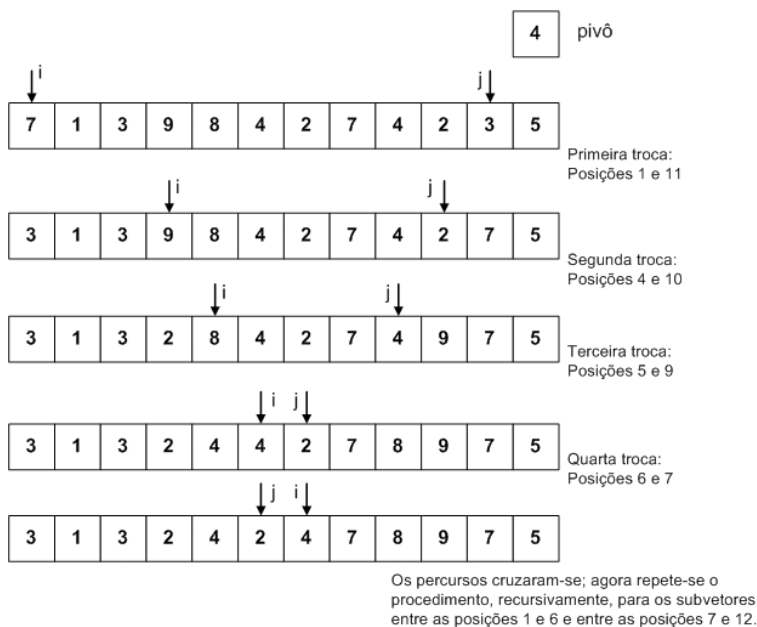 4 pivô
i j
7 1 3 9 8 4 2 7 4 2 3 5
Primeira troca:
Posições 1 e 11
i j
3 1 3 9 8 4 2 7 4 2 7 5
Segunda troca:
Posições 4 e 10
i j
3 1 3 2 8 4 2 7 4 9 7 5
Terceira troca:
Posições 5 e 9
i j
3 1 3 2 4 4 2 7 8 9 7 5
Quarta troca:
Posições 6 e 7
j i
3 1 3 2 4 2 4 7 8 9 7 5
Os percursos cruzaram-se; agora repete-se o
procedimento, recursivamente, para os subvetores
entre as posições 1 e 6 e entre as posições 7 e 12.